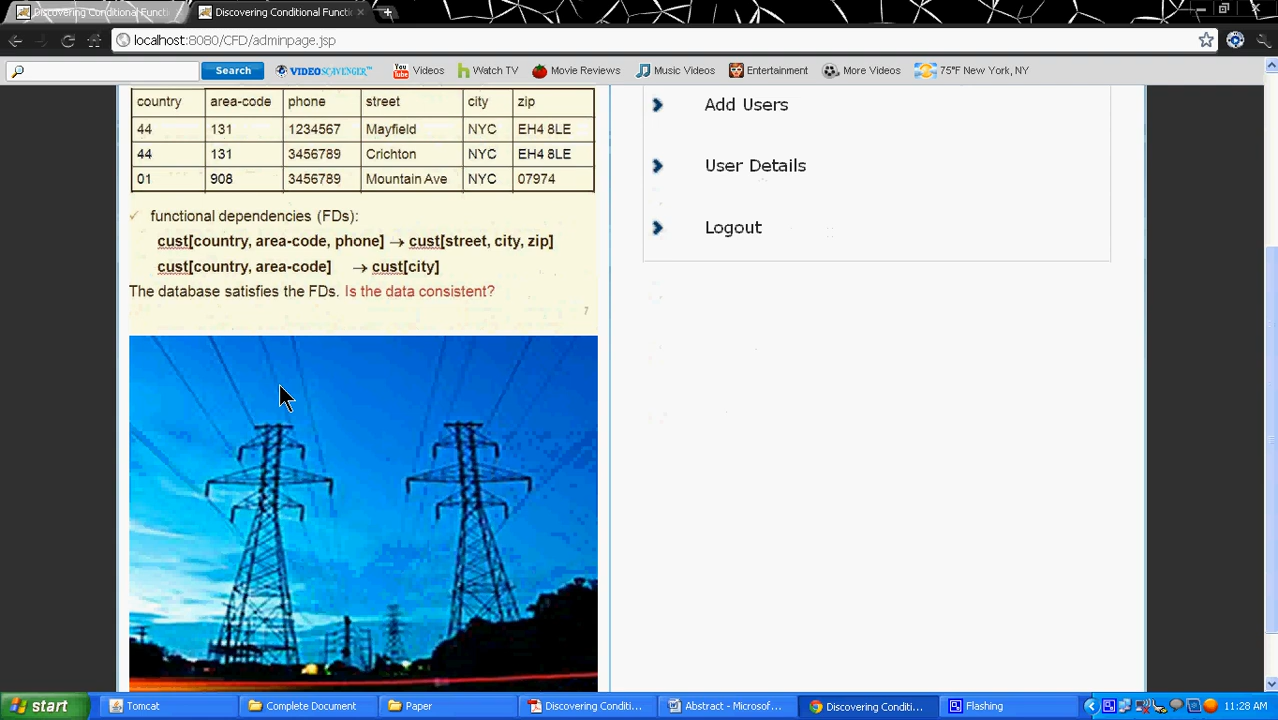 Discovering Conditional Functi
Discovering Conditional Functi
localhost:8080/CFD/adminpage.jsp
Search VIDEOSCAVENGER™ You Tube Videos h Watch TV Movie Reviews Music Videos Entertainment More Videos 75°F New York, NY
country area-code phone street city zip
44 131 1234567 Mayfield NYC EH4 8LE
44 131 3456789 Crichton NYC EH4 8LE
01 908 3456789 Mountain Ave NYC 07974
✓ functional dependencies (FDs):
cust[country, area-code, phone] → cust[street, city, zip]
cust[country, area-code] → cust[city]
The database satisfies the FDs. Is the data consistent?
7
Add Users
User Details
Logout
start Tomcat Complete Document Paper Discovering Conditi... Abstract - Microsof... Discovering Conditi... Flashing 11:28 AM